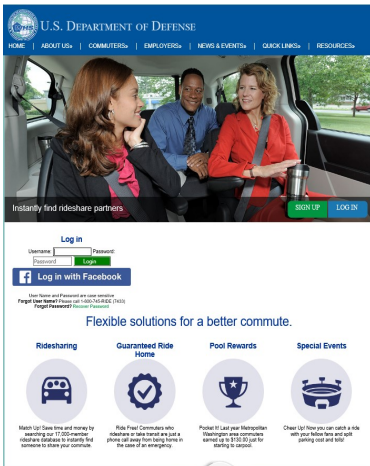 U.S. DEPARTMENT OF DEFENSE
HOME | ABOUT US» | COMMUTERS» | EMPLOYERS» | NEWS & EVENTS» | QUICK LINKS» | RESOURCES»
Instantly find rideshare partners
SIGN UP
LOG IN
Log in
Username: Password:
Password Login
Log in with Facebook
User Name and Password are case sensitive
Forgot User Name? Please call 1-800-745-RIDE (7433)
Forgot Password? Recover Password
Flexible solutions for a better commute.
Ridesharing
Match Up! Save time and money by
searching our 17,000-member
rideshare database to instantly find
someone to share your commute.
Guaranteed Ride
Home
Ride Free! Commuters who
rideshare or take transit are just a
phone call away from being home in
the case of an emergency.
Pool Rewards
Pocket It! Last year Metropolitan
Washington area commuters
earned up to $130.00 just for
starting to carpool.
Special Events
Cheer Up! Now you can catch a ride
with your fellow fans and split
parking cost and tolls!